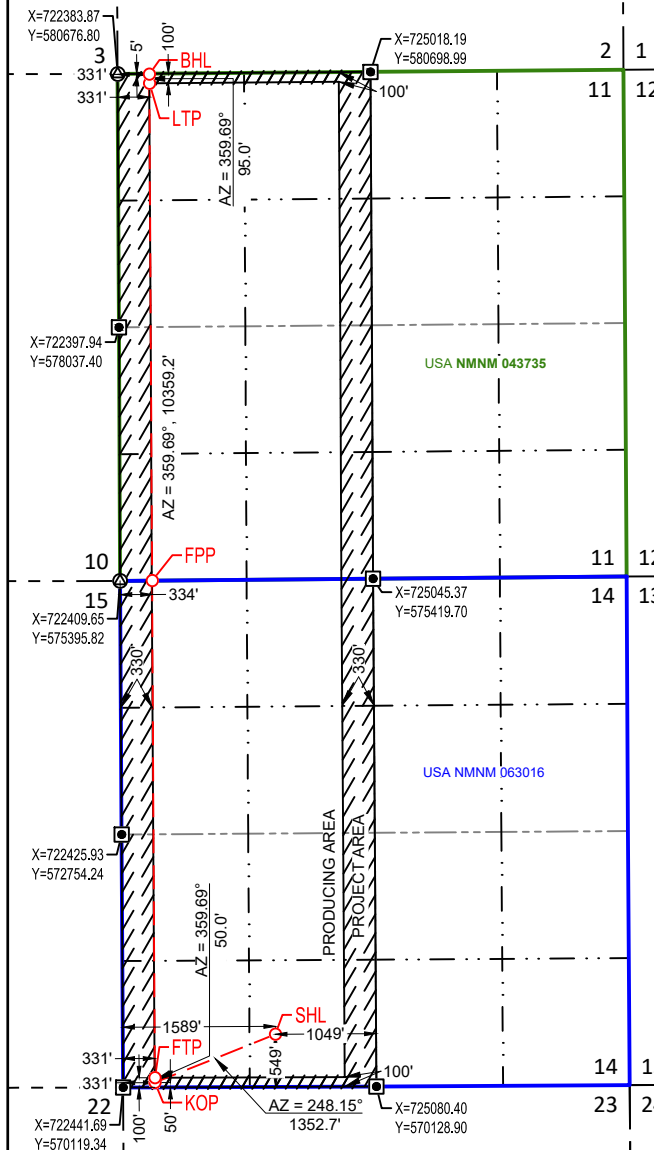 X=722383.87
Y=580676.80
3
331'
5'
100'
BHL
X=725018.19
Y=580698.99
2
1
331'
LTP
100'
11
12
AZ = 359.69°
95.0'
X=722397.94
Y=578037.40
USA NMNM 043735
AZ = 359.69°, 10359.2'
10
FPP
11
12
15
334'
14
13
X=722409.65
Y=575395.82
X=725045.37
Y=575419.70
330'
330'
USA NMNM 063016
X=722425.93
Y=572754.24
PRODUCING AREA
PROJECT AREA
AZ = 359.69°
50.0'
1589'
SHL
1049'
331'
FTP
549'
100'
331'
KOP
14
1
22
100'
50'
AZ = 248.15°
1352.7'
23
2
X=722441.69
Y=570119.34
X=725080.40
Y=570128.90